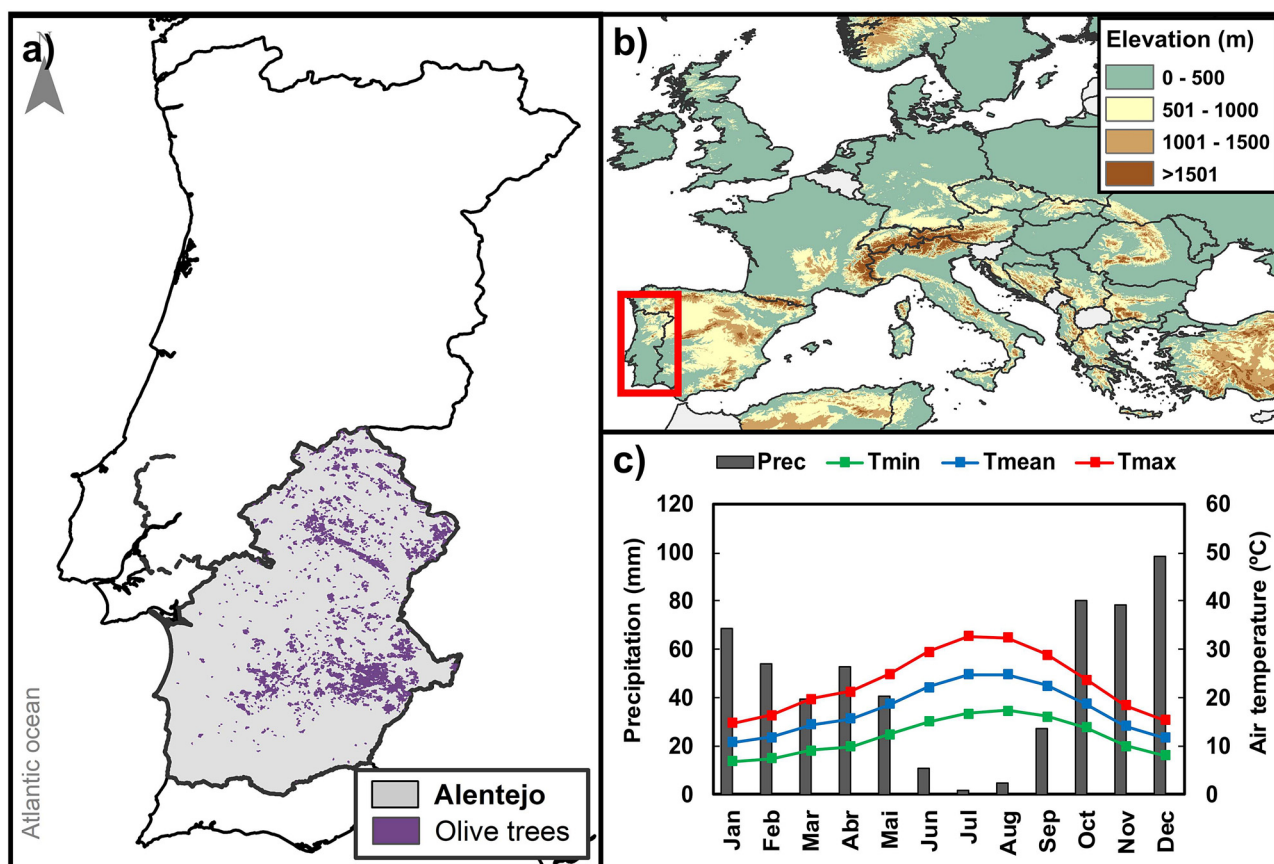 a)
N
Atlantic ocean
Alentejo
Olive trees
b)
Elevation (m)
0 - 500
501 - 1000
1001 - 1500
>1501
c)
Prec Tmin Tmean Tmax
Precipitation (mm)
120
100
80
60
40
20
0
60
50
40
30
20
10
0
Air temperature (ºC)
Jan Feb Mar Abr Mai Jun Jul Aug Sep Oct Nov Dec